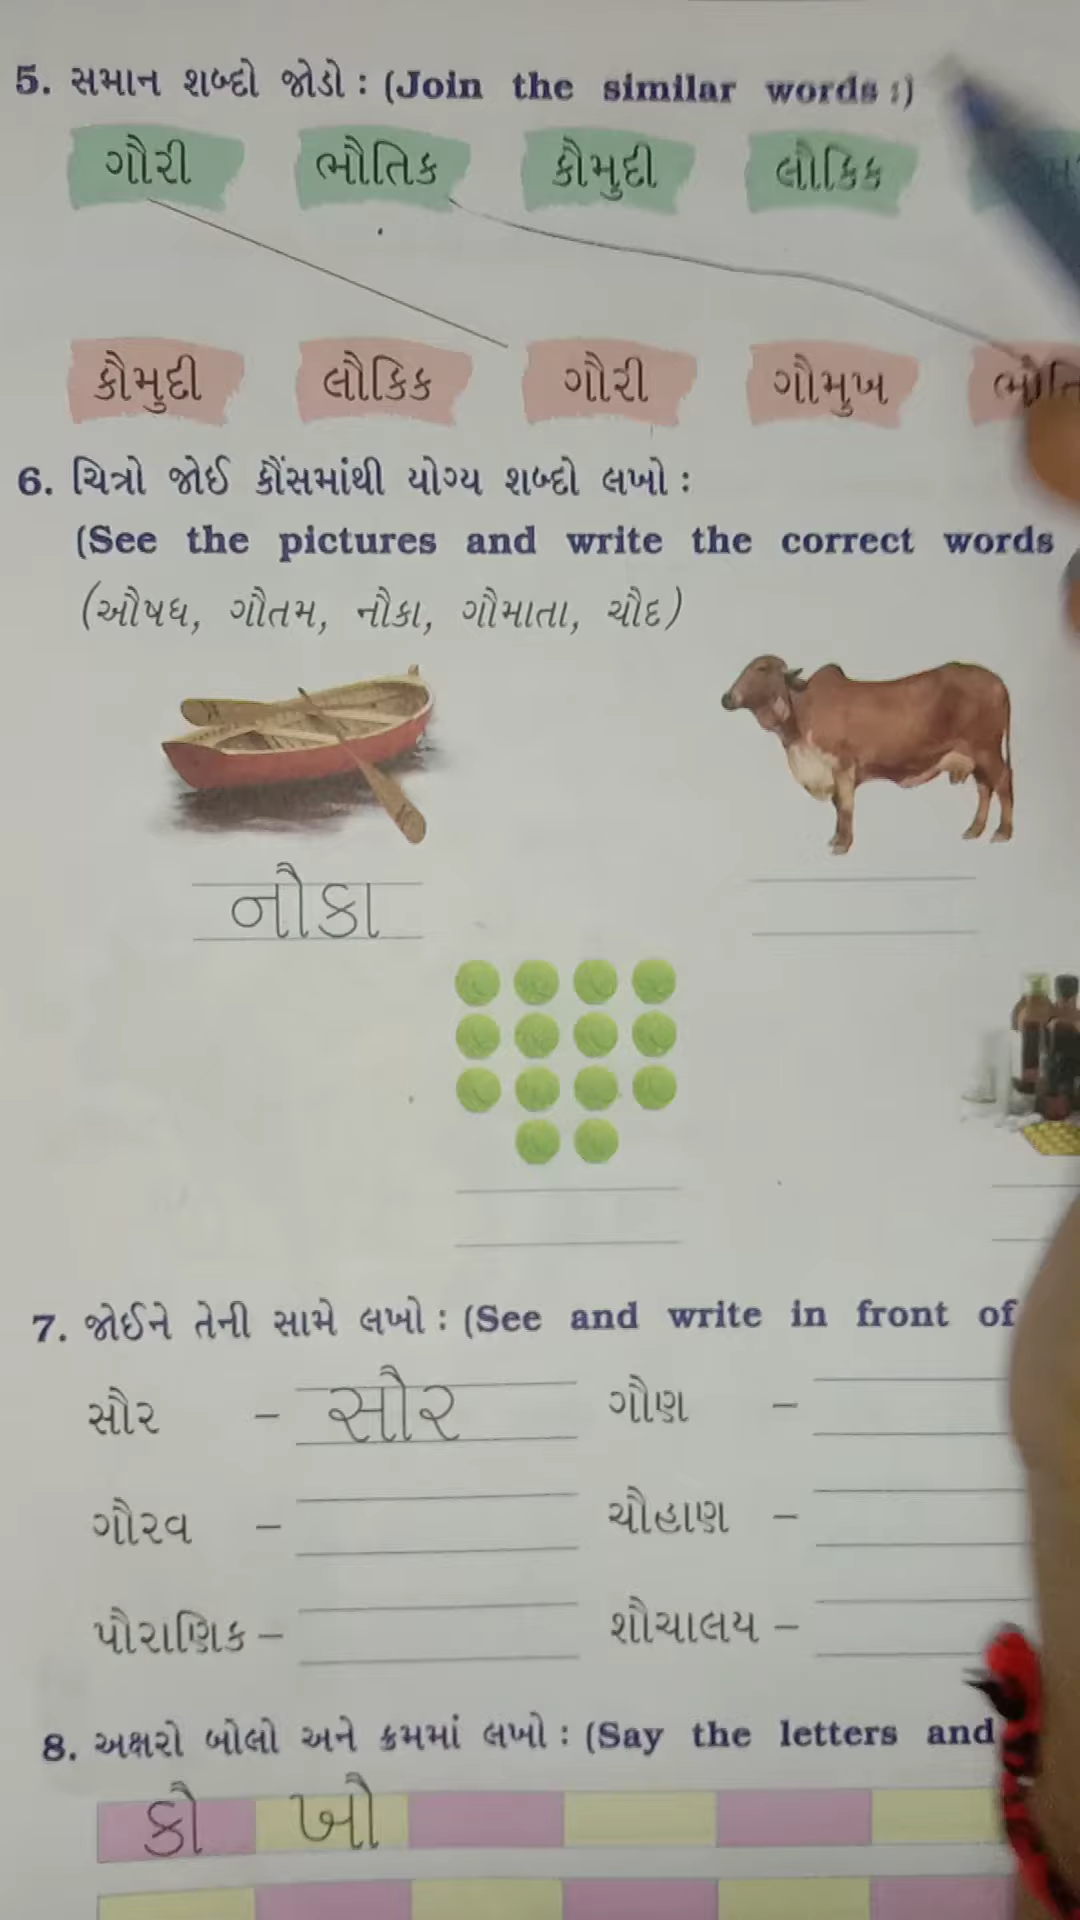 5. સમાન શબ્દો જોડો : (Join the similar words :)
ગૌરી ભૌતિક કૌમુદી લૌકિક
કૌમુદી લૌકિક ગૌરી ગૌમુખ
6. ચિત્રો જોઈ કૌંસમાંથી યોગ્ય શબ્દો લખો :
(See the pictures and write the correct words
(ઔષધ, ગૌતમ, નૌકા, ગૌમાતા, ચૌદ)
નૌકા
7. જોઈને તેની સામે લખો : (See and write in front of
સૌર – સૌર ગૌણ –
ગૌરવ – ચૌહાણ –
પૌરાણિક – શૌચાલય –
8. અક્ષરો બોલો અને ક્રમમાં લખો : (Say the letters and
કૌ ખૌ